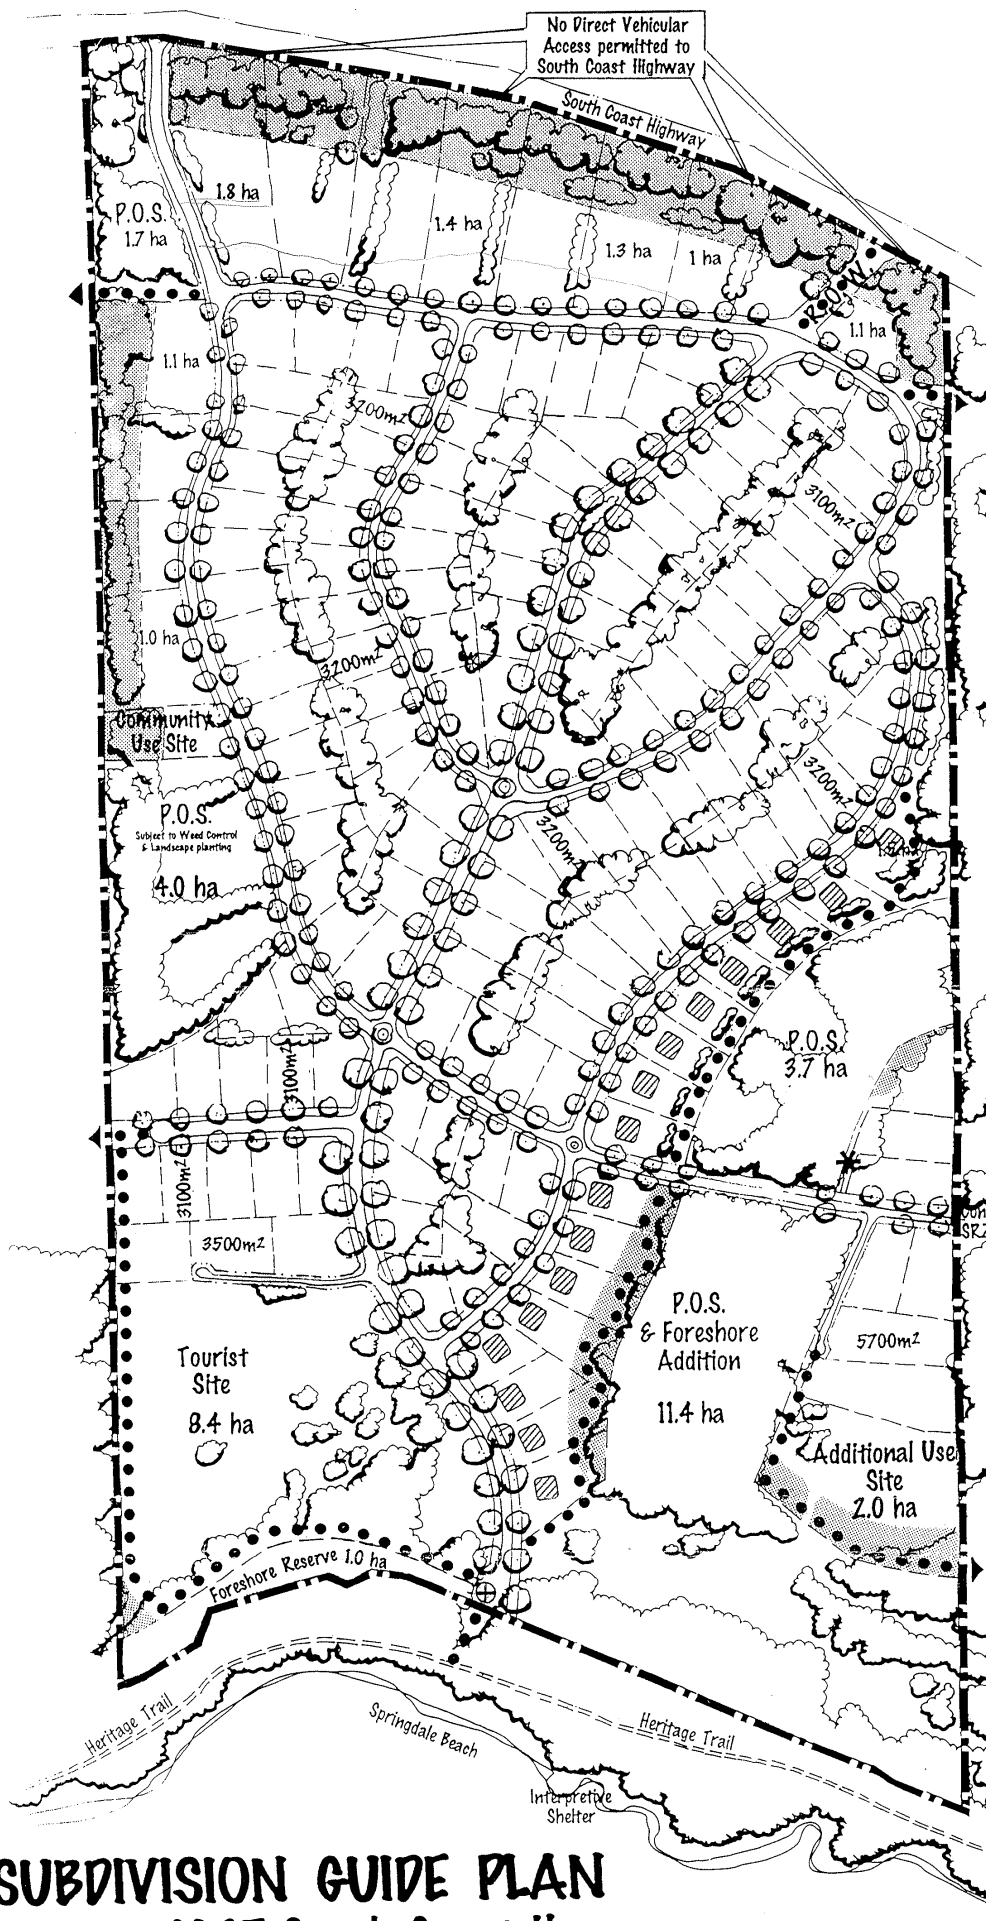 No Direct Vehicular
Access permitted to
South Coast Highway
South Coast Highway
1.8 ha
P.O.S.
1.7 ha
1.4 ha
1.3 ha
1 ha
R.O.W.
1.1 ha
1.1 ha
3200m²
3100m²
1.0 ha
3200m²
Community
Use Site
3200m²
P.O.S.
Subject to Weed Control
& Landscape planting
4.0 ha
3200m²
P.O.S.
3.7 ha
3100m²
3100m²
3500m²
P.O.S.
& Foreshore
Addition
11.4 ha
5700m²
Tourist
Site
8.4 ha
Additional Use
Site
2.0 ha
Foreshore Reserve 1.0 ha
Heritage Trail
Springdale Beach
Heritage Trail
Interpretive
Shelter
SUBDIVISION GUIDE PLAN